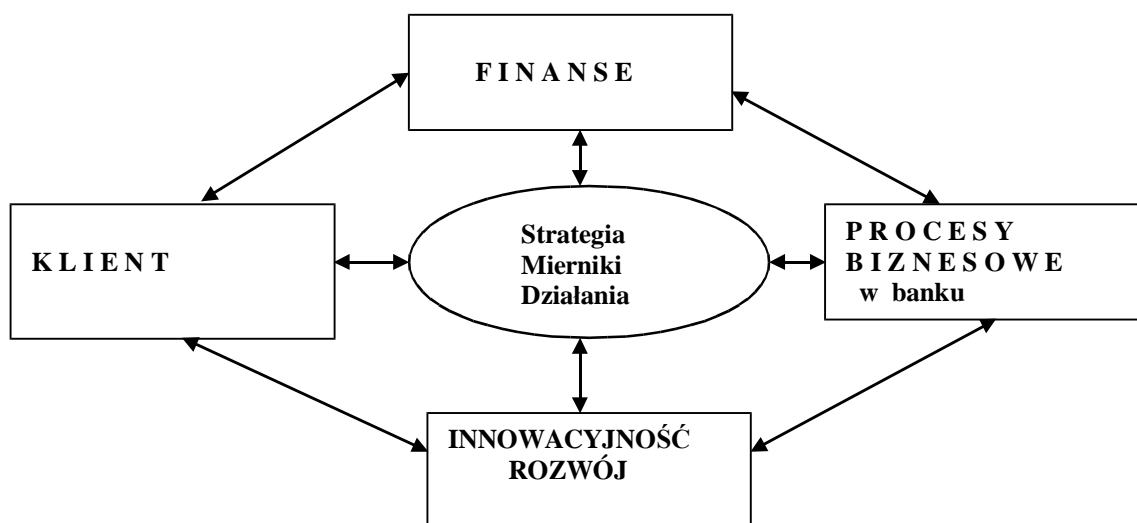 F I N A N S E
K L I E N T
Strategia
Mierniki
Działania
P R O C E S Y
B I Z N E S O W E
w banku
INNOWACYJNOŚĆ
ROZWÓJ